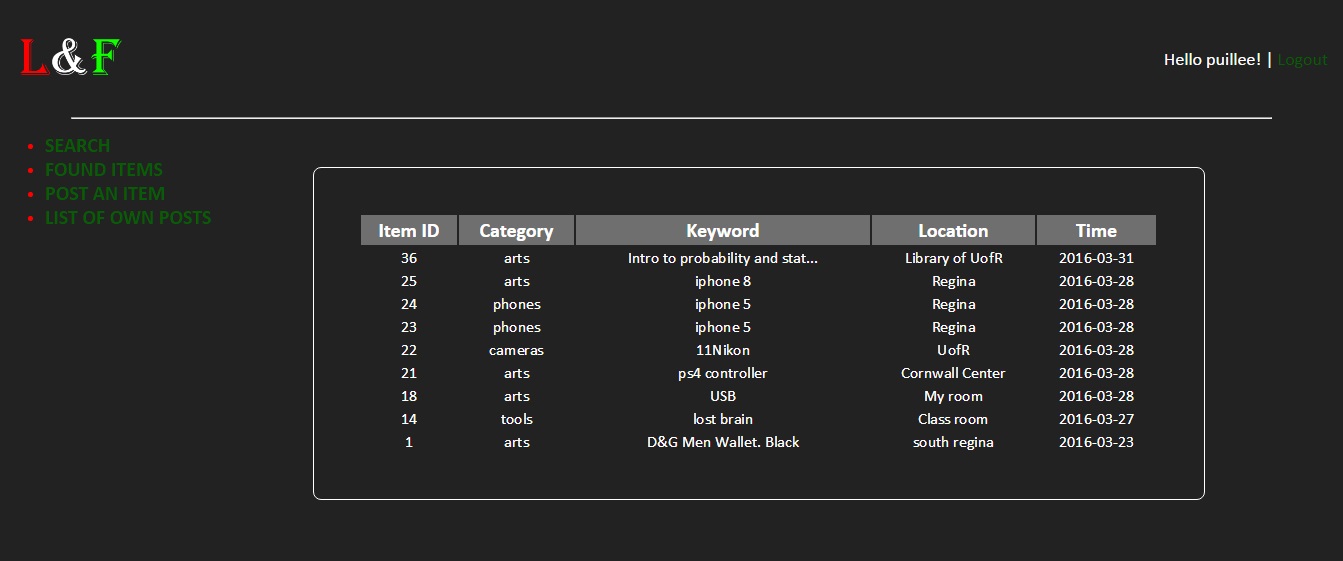 L&F
Hello puillee! | Logout
SEARCH
FOUND ITEMS
POST AN ITEM
LIST OF OWN POSTS
Item ID Category Keyword Location Time
36 arts Intro to probability and stat... Library of UofR 2016-03-31
25 arts iphone 8 Regina 2016-03-28
24 phones iphone 5 Regina 2016-03-28
23 phones iphone 5 Regina 2016-03-28
22 cameras 11Nikon UofR 2016-03-28
21 arts ps4 controller Cornwall Center 2016-03-28
18 arts USB My room 2016-03-28
14 tools lost brain Class room 2016-03-27
1 arts D&G Men Wallet. Black south regina 2016-03-23